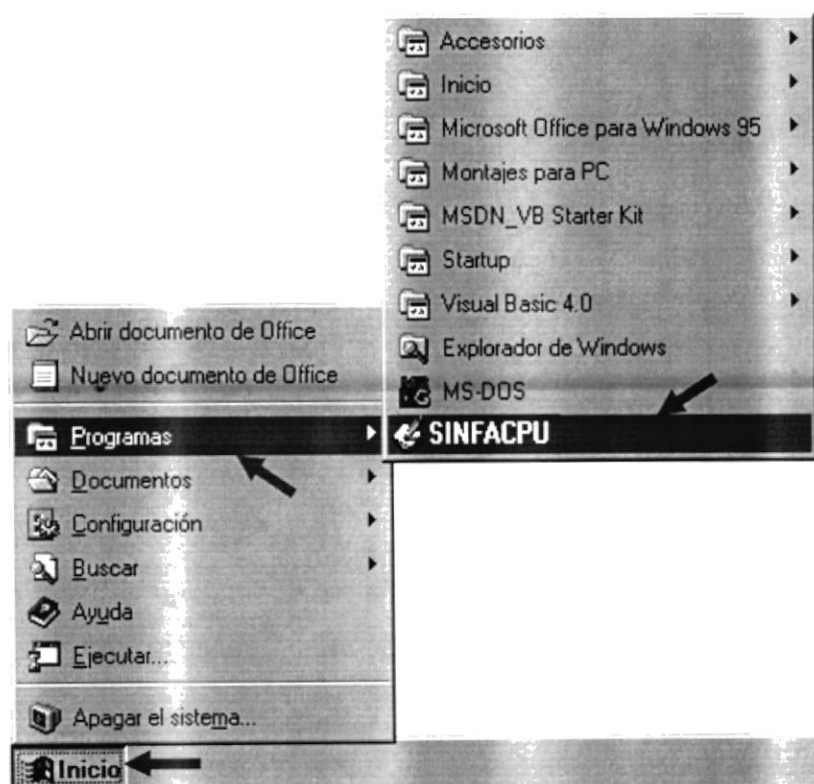 Accesorios
Inicio
Microsoft Office para Windows 95
Montajes para PC
MSDN_VB Starter Kit
Startup
Visual Basic 4.0
Explorador de Windows
MS-DOS
SINFACPU
Abrir documento de Office
Nuevo documento de Office
Programas
Documentos
Configuración
Buscar
Ayuda
Ejecutar...
Apagar el sistema...
Inicio